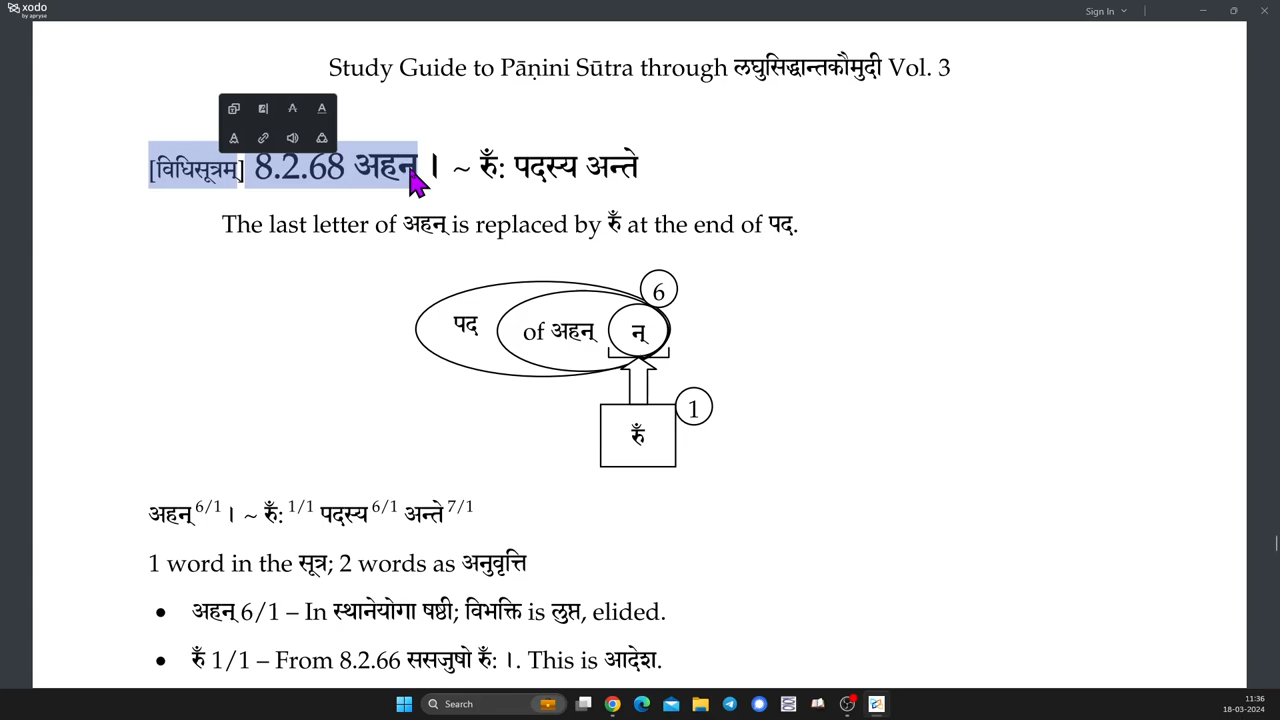 xodo
by apryse
Sign In
Study Guide to Pāṇini Sūtra through लघुसिद्धान्तकौमुदी Vol. 3
[विधिसूत्रम्] 8.2.68 अहन् । ~ रुँ: पदस्य अन्ते
The last letter of अहन् is replaced by रुँ at the end of पद.
6
पद of अहन् न्
1
रुँ
अहन् 6/1 । ~ रुँ: 1/1 पदस्य 6/1 अन्ते 7/1
1 word in the सूत्र; 2 words as अनुवृत्ति
• अहन् 6/1 – In स्थानेयोगा षष्ठी; विभक्ति is लुप्त, elided.
• रुँ 1/1 – From 8.2.66 ससजुषो रुँ: ।. This is आदेश.
Search
11:36
18-03-2024